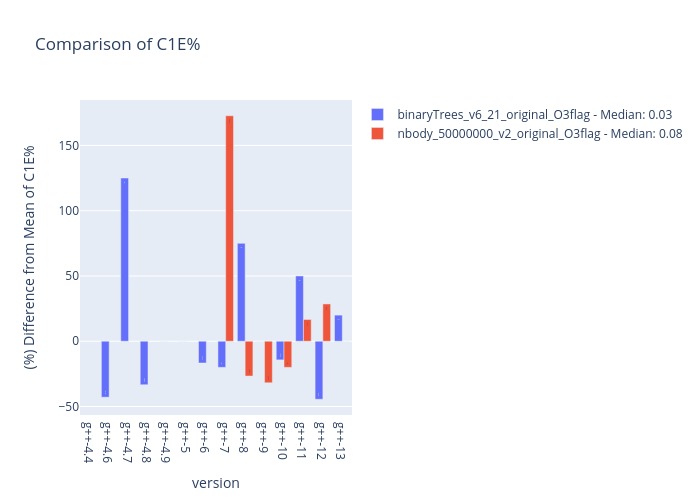 Comparison of C1E%
binaryTrees_v6_21_original_O3flag - Median: 0.03
nbody_50000000_v2_original_O3flag - Median: 0.08
(%) Difference from Mean of C1E%
150
100
50
0
−50
g++-4.4
g++-4.6
g++-4.7
g++-4.8
g++-4.9
g++-5
g++-6
g++-7
g++-8
g++-9
g++-10
g++-11
g++-12
g++-13
version